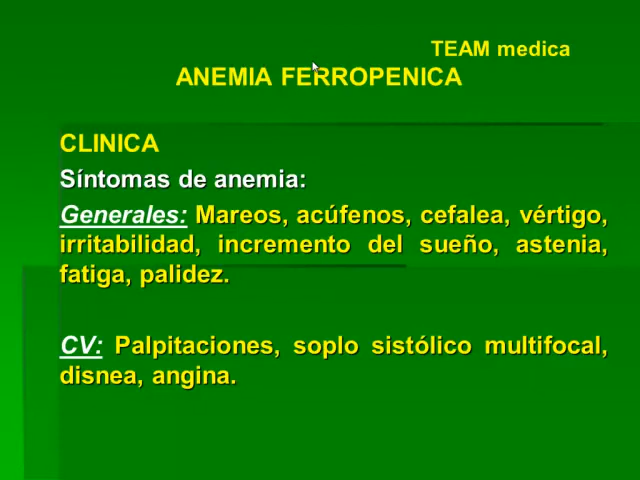 TEAM medica
ANEMIA FERROPENICA
CLINICA
Síntomas de anemia:
Generales: Mareos, acúfenos, cefalea, vértigo,
irritabilidad, incremento del sueño, astenia,
fatiga, palidez.
CV: Palpitaciones, soplo sistólico multifocal,
disnea, angina.